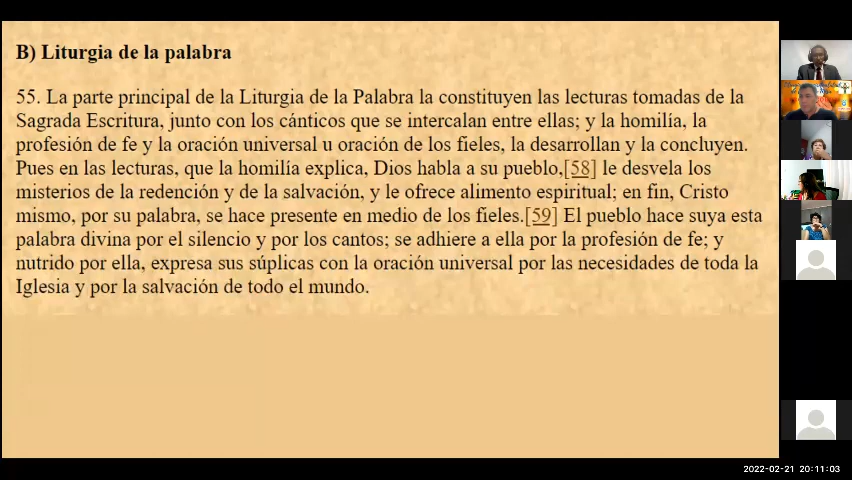 B) Liturgia de la palabra
55. La parte principal de la Liturgia de la Palabra la constituyen las lecturas tomadas de la
Sagrada Escritura, junto con los cánticos que se intercalan entre ellas; y la homilía, la
profesión de fe y la oración universal u oración de los fieles, la desarrollan y la concluyen.
Pues en las lecturas, que la homilía explica, Dios habla a su pueblo,[58] le desvela los
misterios de la redención y de la salvación, y le ofrece alimento espiritual; en fin, Cristo
mismo, por su palabra, se hace presente en medio de los fieles.[59] El pueblo hace suya esta
palabra divina por el silencio y por los cantos; se adhiere a ella por la profesión de fe; y
nutrido por ella, expresa sus súplicas con la oración universal por las necesidades de toda la
Iglesia y por la salvación de todo el mundo.
2022-02-21 20:11:03